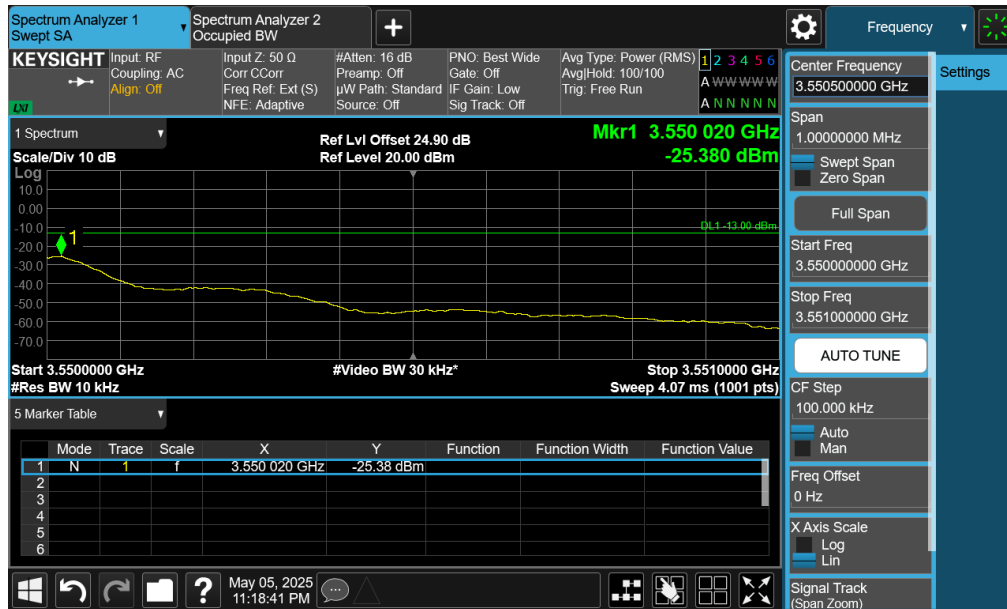 Spectrum Analyzer 1
Swept SA
Spectrum Analyzer 2
Occupied BW
+
Frequency
KEYSIGHT
LXI
Input: RF
Coupling: AC
Align: Off
Input Z: 50 Ω
Corr CCorr
Freq Ref: Ext (S)
NFE: Adaptive
#Atten: 16 dB
Preamp: Off
µW Path: Standard
Source: Off
PNO: Best Wide
Gate: Off
IF Gain: Low
Sig Track: Off
Avg Type: Power (RMS)
Avg|Hold: 100/100
Trig: Free Run
1 2 3 4 5 6
A W W W W W
A N N N N N
1 Spectrum
Scale/Div 10 dB
Ref Lvl Offset 24.90 dB
Ref Level 20.00 dBm
Mkr1 3.550 020 GHz
-25.380 dBm
Log
10.0
0.00
-10.0
-20.0
-30.0
-40.0
-50.0
-60.0
-70.0
1
DL1 -13.00 dBm
Start 3.5500000 GHz
#Video BW 30 kHz*
Stop 3.5510000 GHz
#Res BW 10 kHz
Sweep 4.07 ms (1001 pts)
5 Marker Table
Mode Trace Scale X Y Function Function Width Function Value
1 N 1 f 3.550 020 GHz -25.38 dBm
2
3
4
5
6
?
May 05, 2025
11:18:41 PM
Center Frequency
3.550500000 GHz
Settings
Span
1.00000000 MHz
Swept Span
Zero Span
Full Span
Start Freq
3.550000000 GHz
Stop Freq
3.551000000 GHz
AUTO TUNE
CF Step
100.000 kHz
Auto
Man
Freq Offset
0 Hz
X Axis Scale
Log
Lin
Signal Track
(Span Zoom)